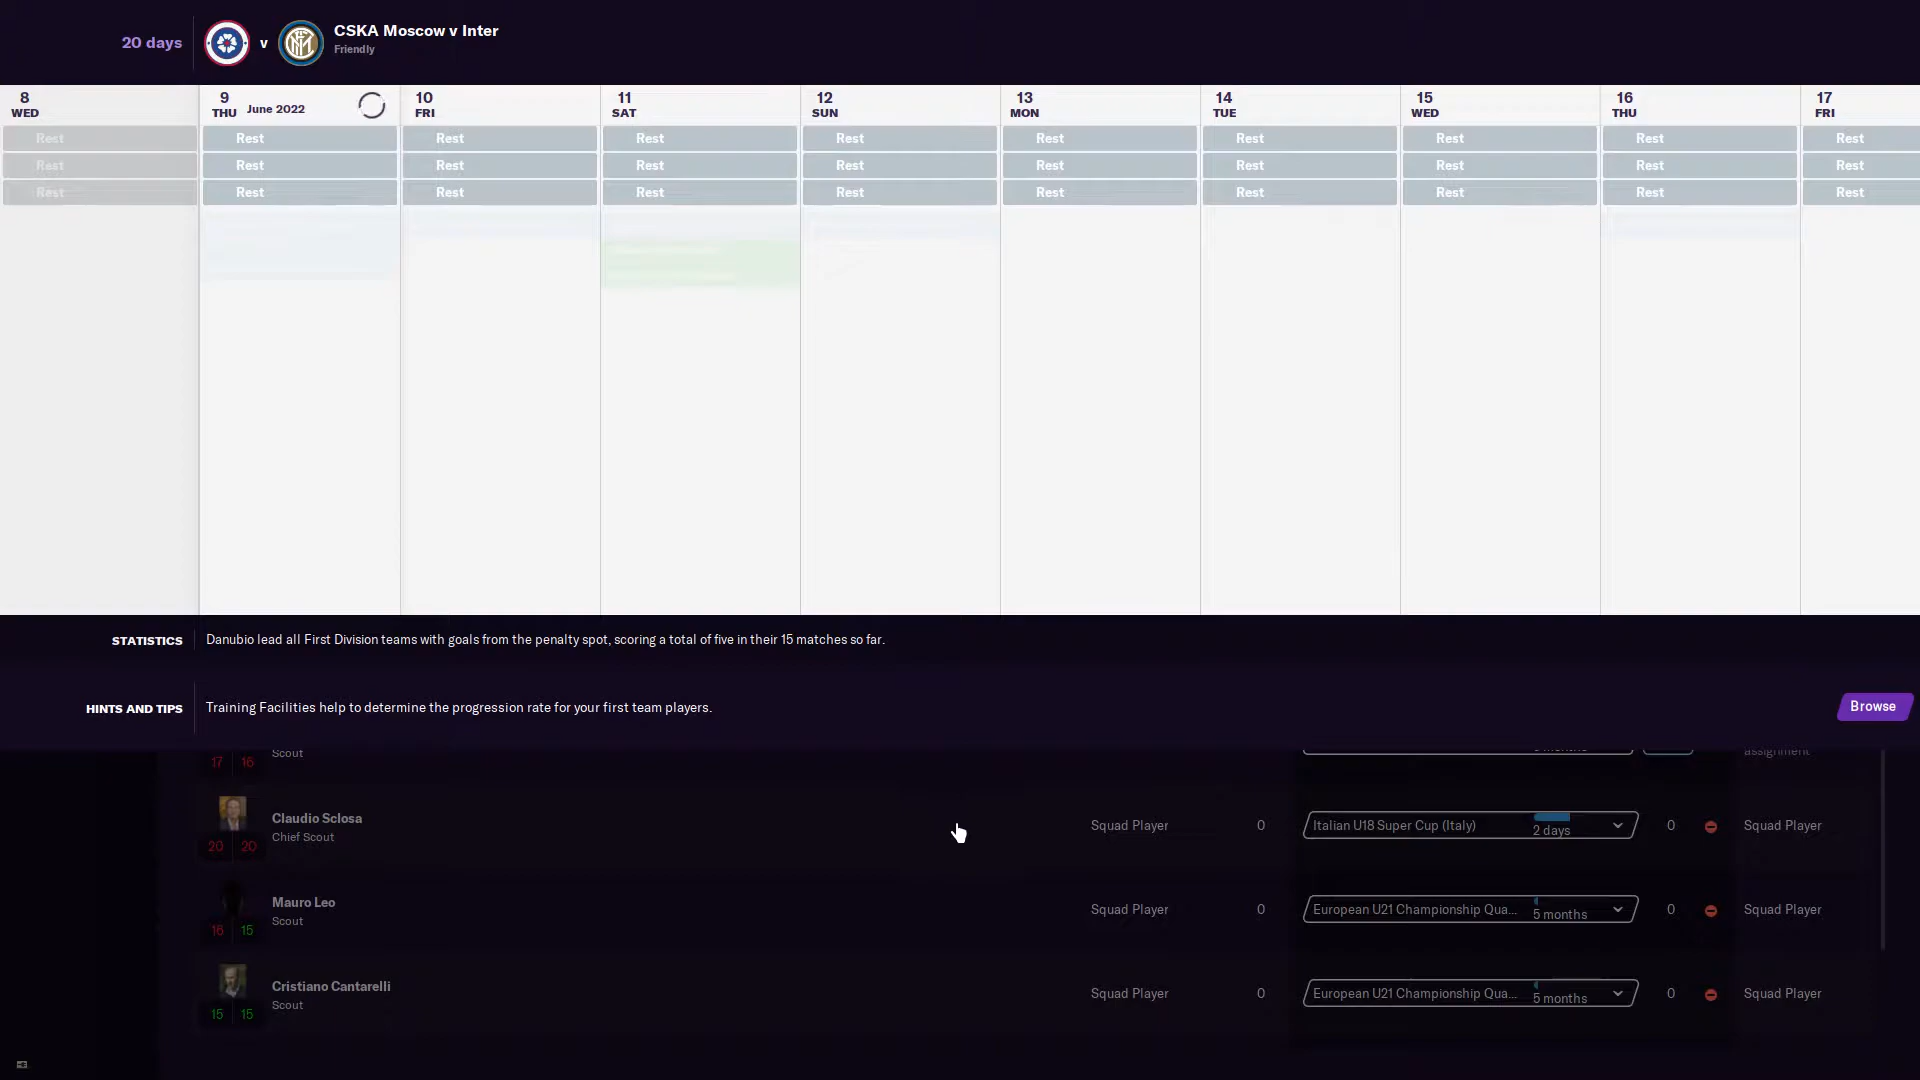 20 days
v
CSKA Moscow v Inter
Friendly
8 WED
9 THU June 2022
10 FRI
11 SAT
12 SUN
13 MON
14 TUE
15 WED
16 THU
17 FRI
Rest Rest Rest Rest Rest Rest Rest Rest Rest Rest
Rest Rest Rest Rest Rest Rest Rest Rest Rest Rest
Rest Rest Rest Rest Rest Rest Rest Rest Rest Rest
STATISTICS Danubio lead all First Division teams with goals from the penalty spot, scoring a total of five in their 15 matches so far.
HINTS AND TIPS Training Facilities help to determine the progression rate for your first team players.
Browse
17 16 Scout assignment
Claudio Sclosa
Chief Scout
20 20
Squad Player 0 Italian U18 Super Cup (Italy) 2 days 0 Squad Player
Mauro Leo
Scout
16 15
Squad Player 0 European U21 Championship Qua... 5 months 0 Squad Player
Cristiano Cantarelli
Scout
15 15
Squad Player 0 European U21 Championship Qua... 5 months 0 Squad Player